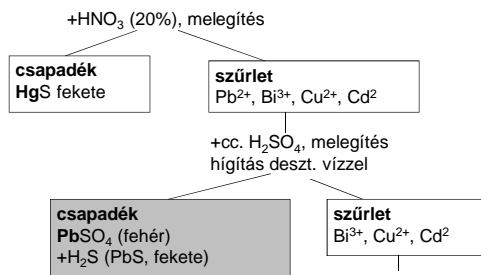 +HNO₃ (20%), melegítés
csapadék
HgS fekete
szűrlet
Pb²⁺, Bi³⁺, Cu²⁺, Cd²
+cc. H₂SO₄, melegítés
hígítás deszt. vízzel
csapadék
PbSO₄ (fehér)
+H₂S (PbS, fekete)
szűrlet
Bi³⁺, Cu²⁺, Cd²